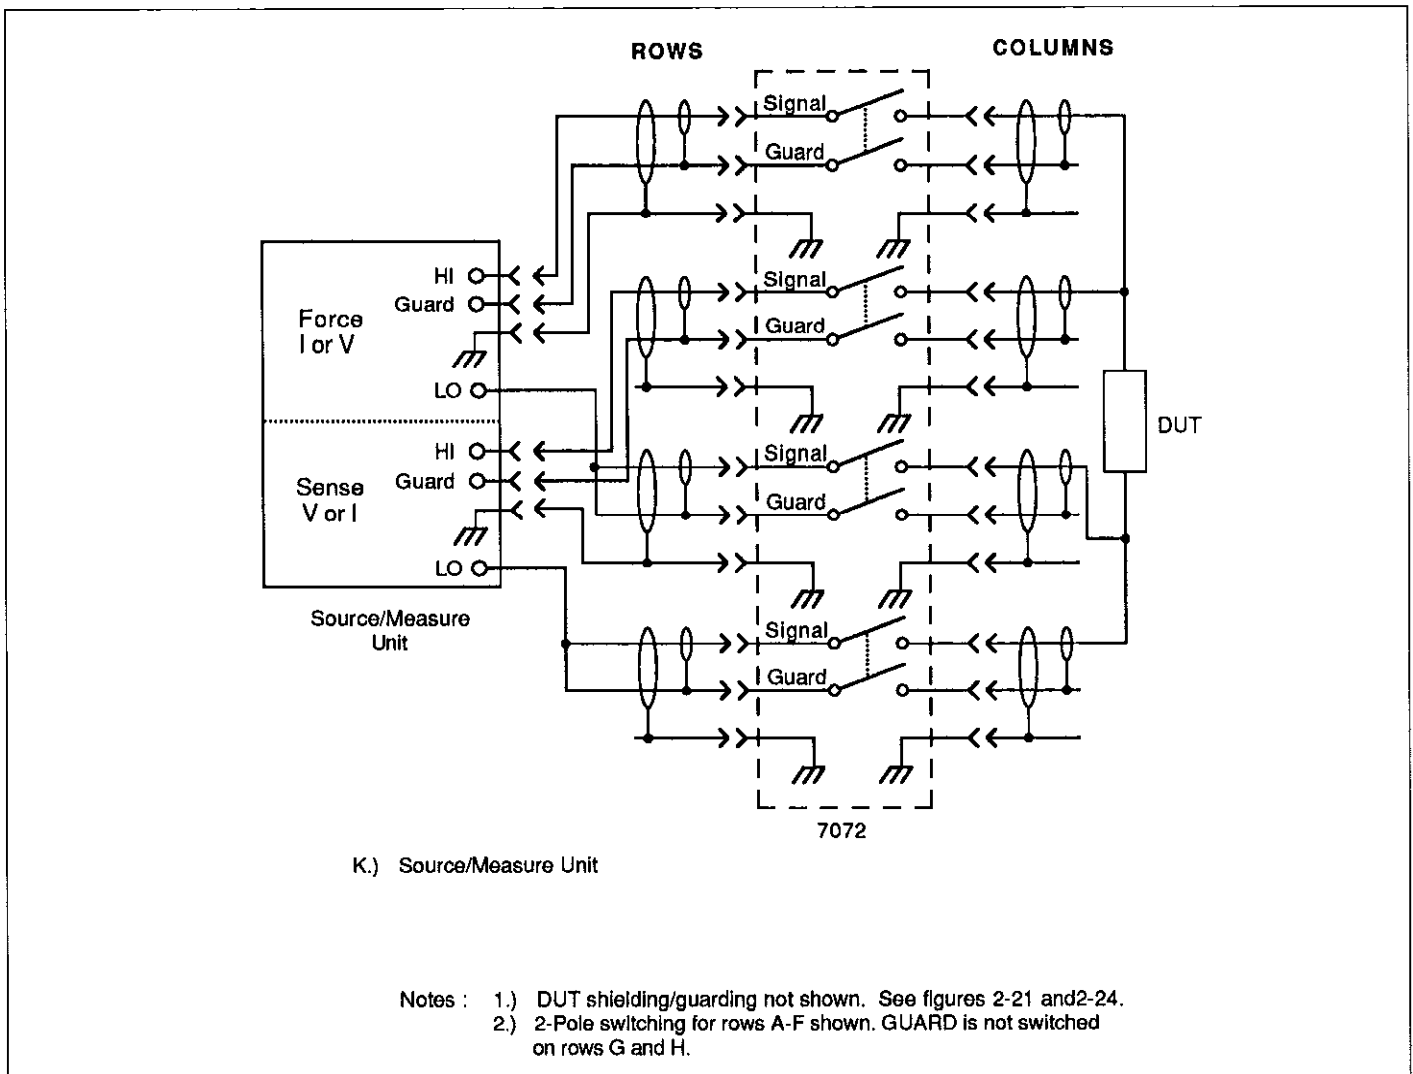 ROWS
COLUMNS
Signal
Guard
Signal
Guard
Signal
Guard
Signal
Guard
Force
I or V
HI
Guard
LO
Sense
V or I
HI
Guard
LO
Source/Measure
Unit
DUT
7072
K.) Source/Measure Unit
Notes : 1.) DUT shielding/guarding not shown. See figures 2-21 and2-24.
2.) 2-Pole switching for rows A-F shown. GUARD is not switched
on rows G and H.